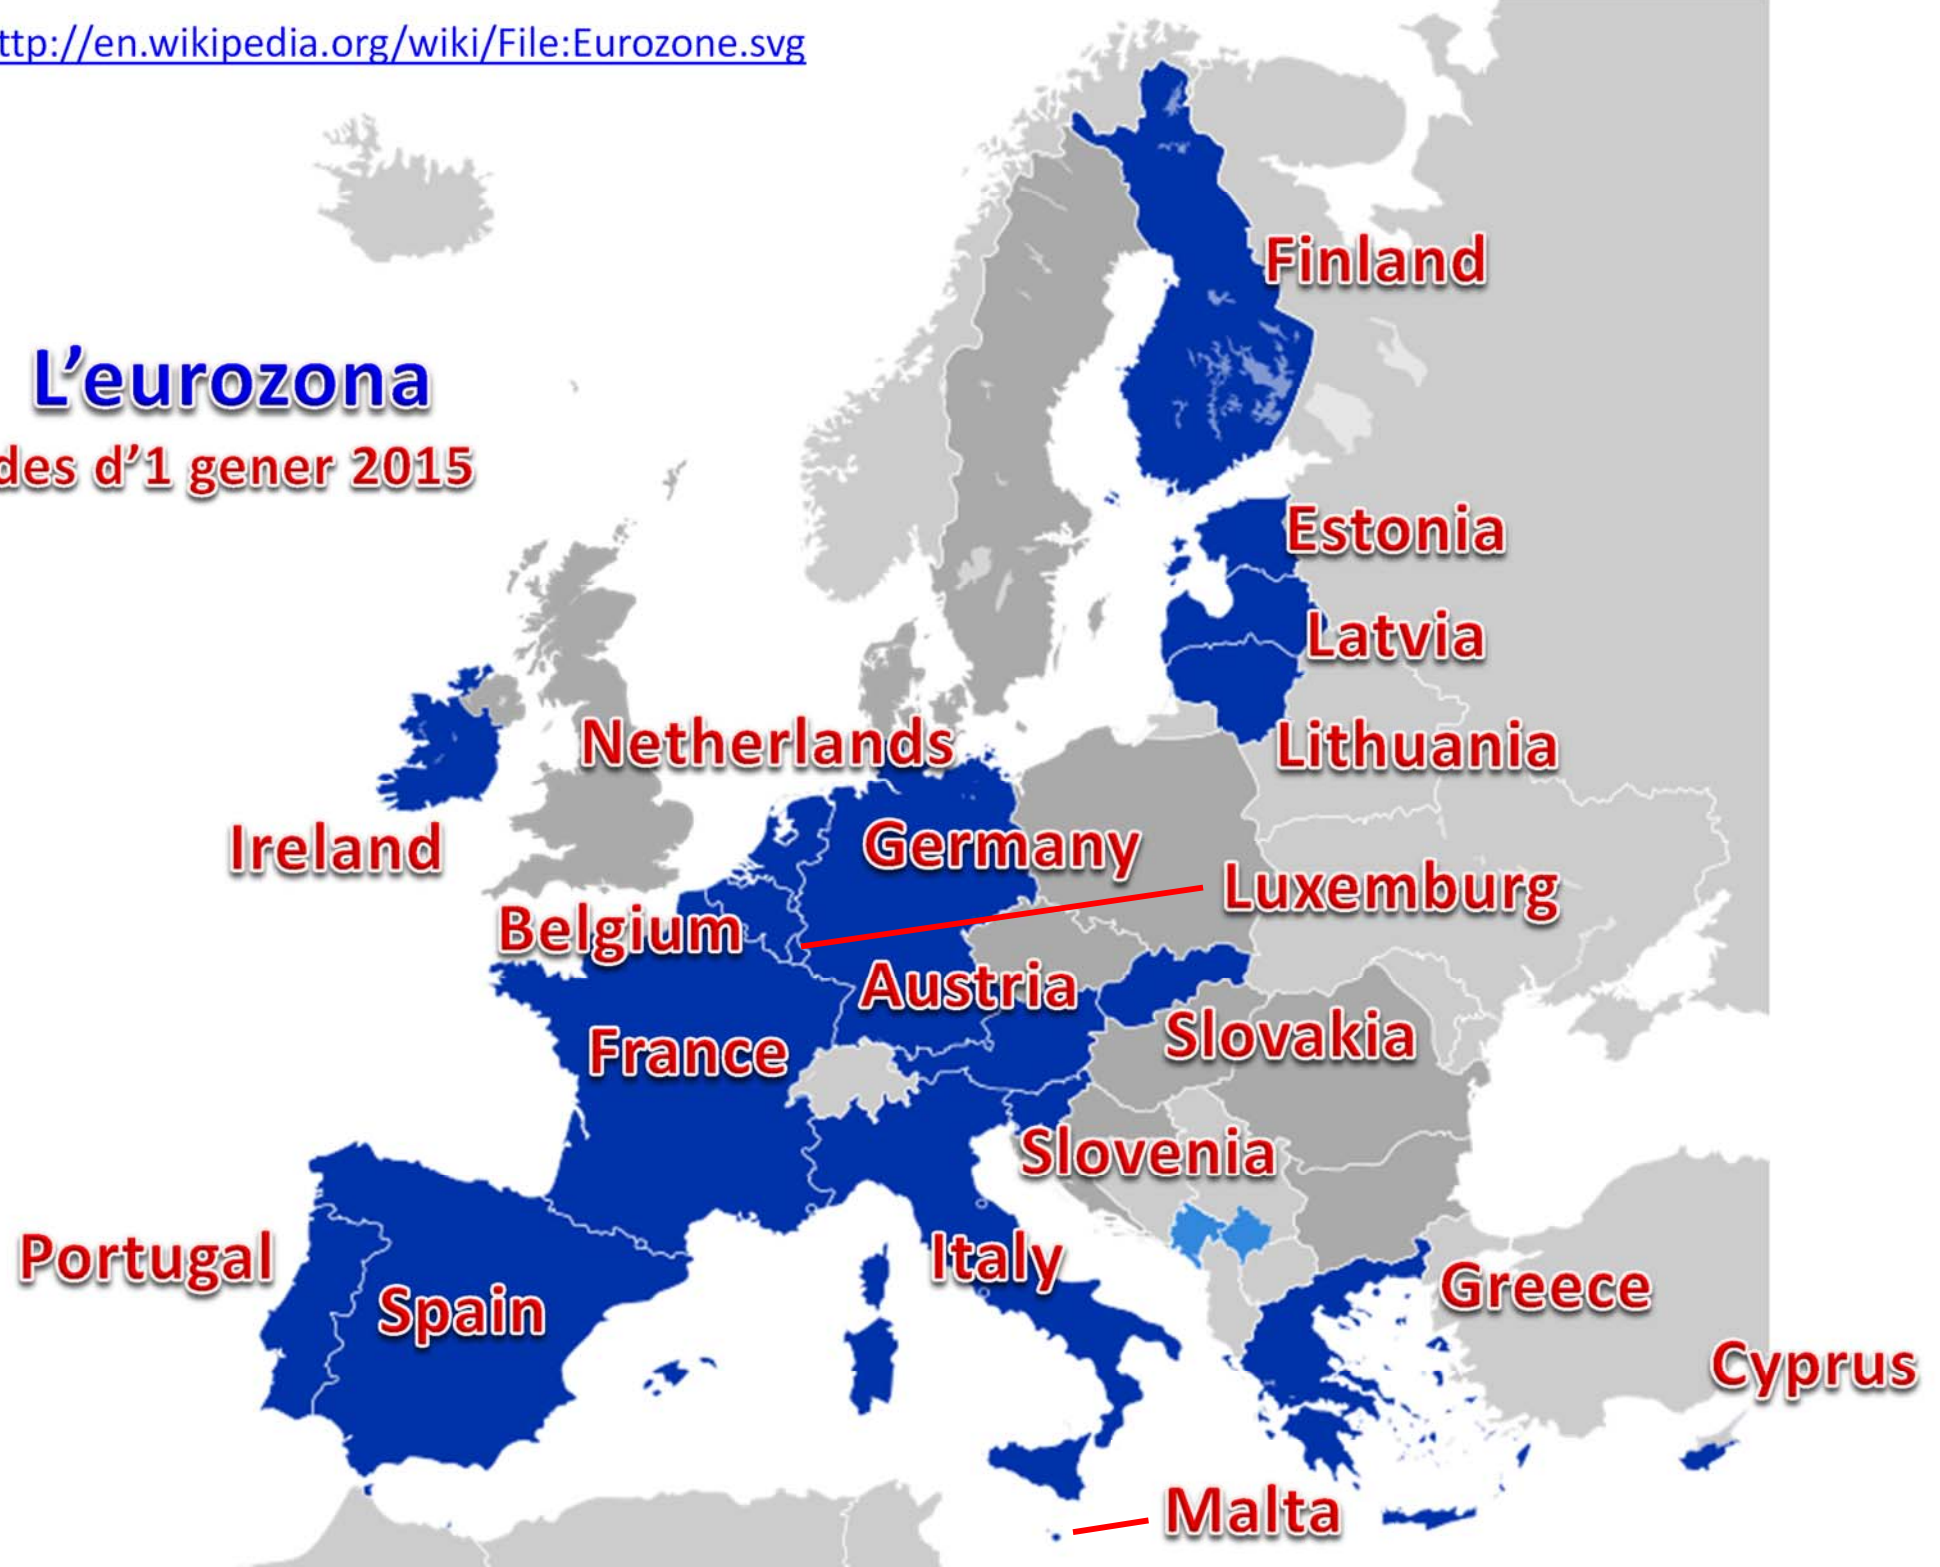 ttp://en.wikipedia.org/wiki/File:Eurozone.svg
Finland
L’eurozona
des d’1 gener 2015
Estonia
Latvia
Netherlands
Lithuania
Ireland
Germany
Luxemburg
Belgium
Austria
France
Slovakia
Slovenia
Portugal
Italy
Spain
Greece
Cyprus
Malta